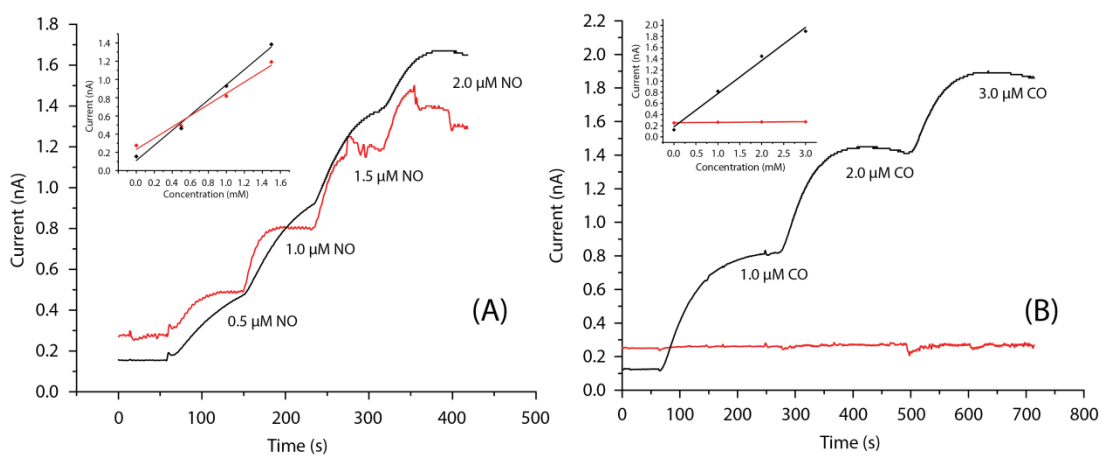 1.8
1.6
1.4
1.2
1.0
0.8
0.6
0.4
0.2
0.0
Current (nA)
0
100
200
300
400
500
Time (s)
1.4
1.2
1.0
0.8
0.6
0.4
0.2
0.0
Current (nA)
0.0 0.2 0.4 0.6 0.8 1.0 1.2 1.4 1.6
Concentration (mM)
2.0 µM NO
1.5 µM NO
1.0 µM NO
0.5 µM NO
(A)
2.2
2.0
1.8
1.6
1.4
1.2
1.0
0.8
0.6
0.4
0.2
0.0
Current (nA)
0 100 200 300 400 500 600 700 800
Time (s)
2.0
1.8
1.6
1.4
1.2
1.0
0.8
0.6
0.4
0.2
0.0
Current (nA)
0.0 0.5 1.0 1.5 2.0 2.5 3.0
Concentration (mM)
3.0 µM CO
2.0 µM CO
1.0 µM CO
(B)